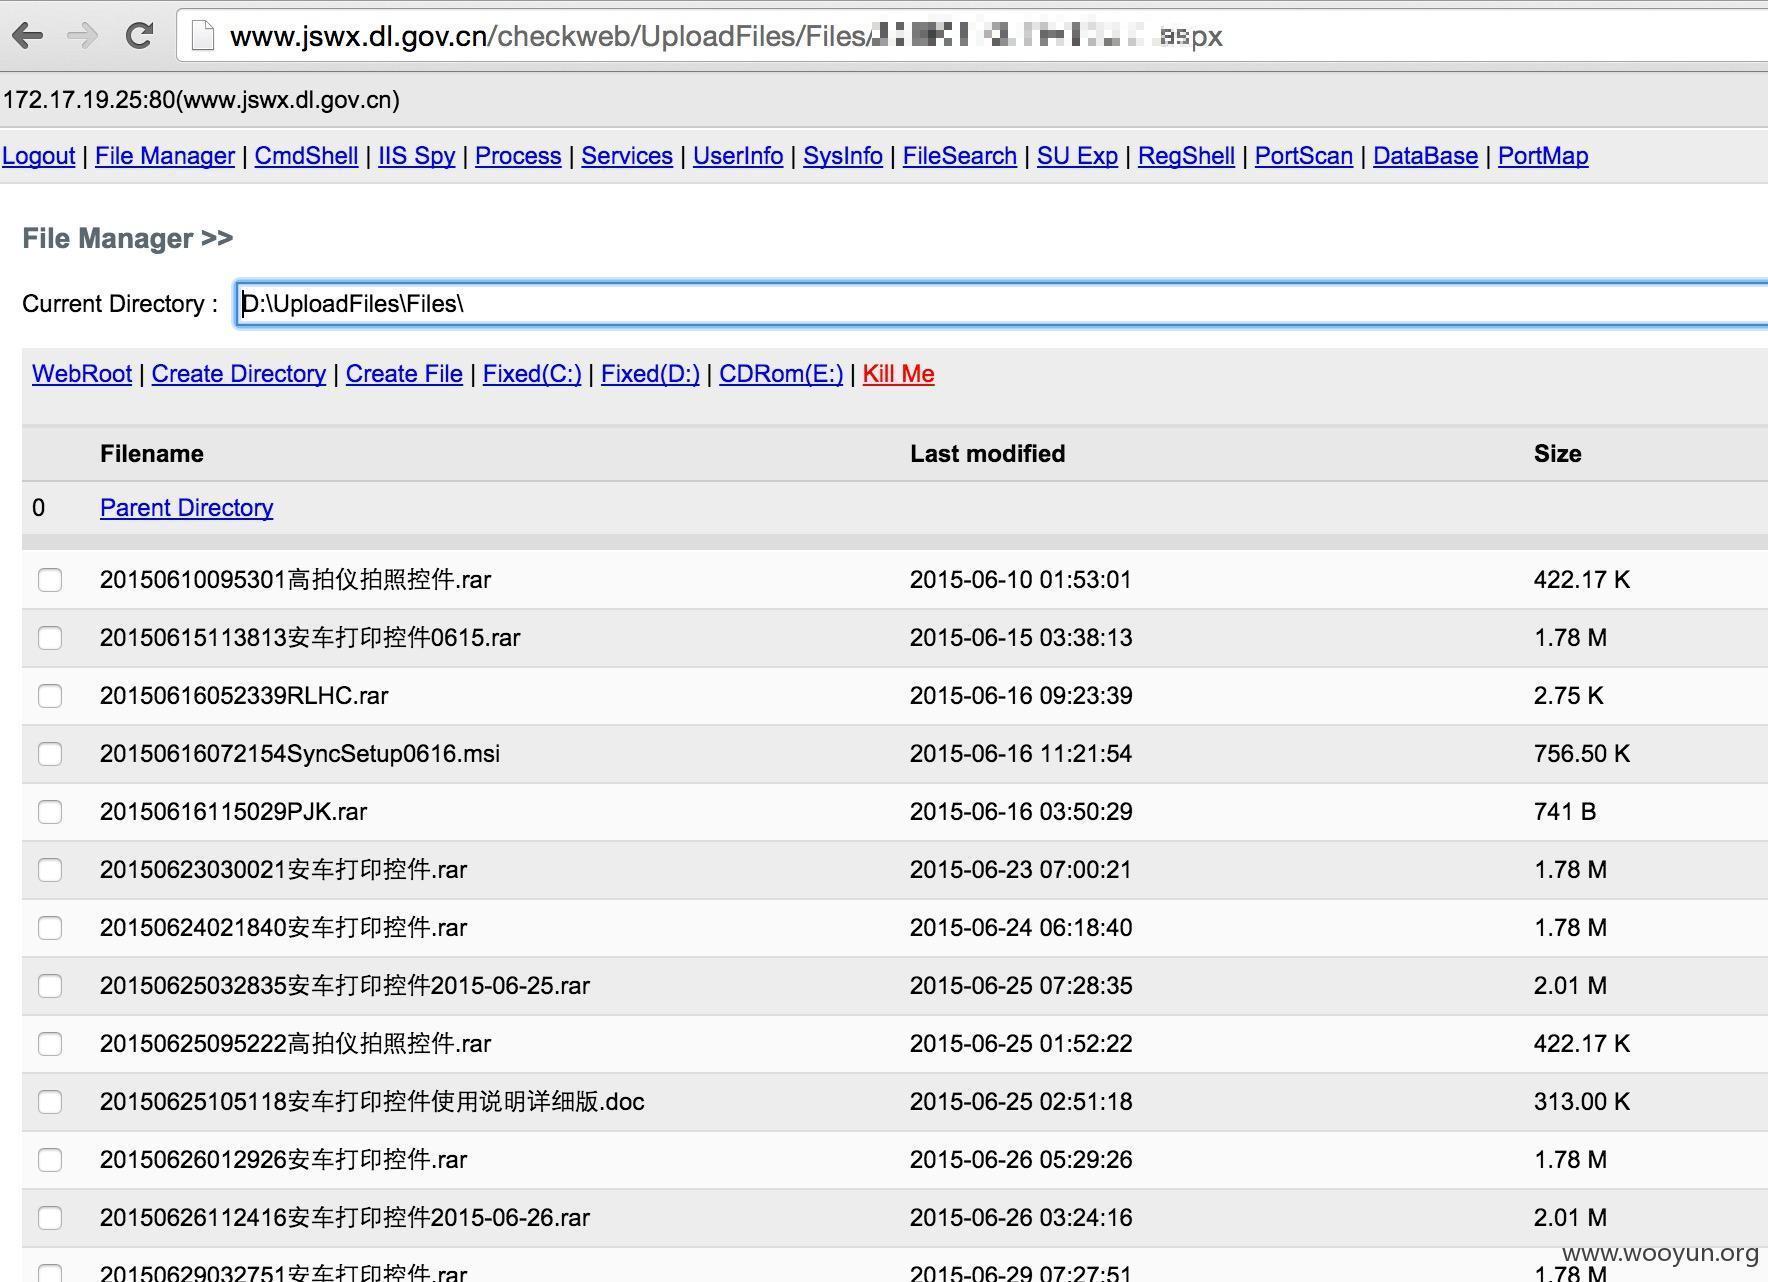 www.jswx.dl.gov.cn/checkweb/UploadFiles/Files/ .aspx
172.17.19.25:80(www.jswx.dl.gov.cn)
Logout | File Manager | CmdShell | IIS Spy | Process | Services | UserInfo | SysInfo | FileSearch | SU Exp | RegShell | PortScan | DataBase | PortMap
File Manager >>
Current Directory : D:\UploadFiles\Files\
WebRoot | Create Directory | Create File | Fixed(C:) | Fixed(D:) | CDRom(E:) | Kill Me
Filename Last modified Size
0 Parent Directory
20150610095301高拍仪拍照控件.rar 2015-06-10 01:53:01 422.17 K
20150615113813安车打印控件0615.rar 2015-06-15 03:38:13 1.78 M
20150616052339RLHC.rar 2015-06-16 09:23:39 2.75 K
20150616072154SyncSetup0616.msi 2015-06-16 11:21:54 756.50 K
20150616115029PJK.rar 2015-06-16 03:50:29 741 B
20150623030021安车打印控件.rar 2015-06-23 07:00:21 1.78 M
20150624021840安车打印控件.rar 2015-06-24 06:18:40 1.78 M
20150625032835安车打印控件2015-06-25.rar 2015-06-25 07:28:35 2.01 M
20150625095222高拍仪拍照控件.rar 2015-06-25 01:52:22 422.17 K
20150625105118安车打印控件使用说明详细版.doc 2015-06-25 02:51:18 313.00 K
20150626012926安车打印控件.rar 2015-06-26 05:29:26 1.78 M
20150626112416安车打印控件2015-06-26.rar 2015-06-26 03:24:16 2.01 M
20150629032751安车打印控件.rar 2015-06-29 07:27:51 1.78 M
www.wooyun.org